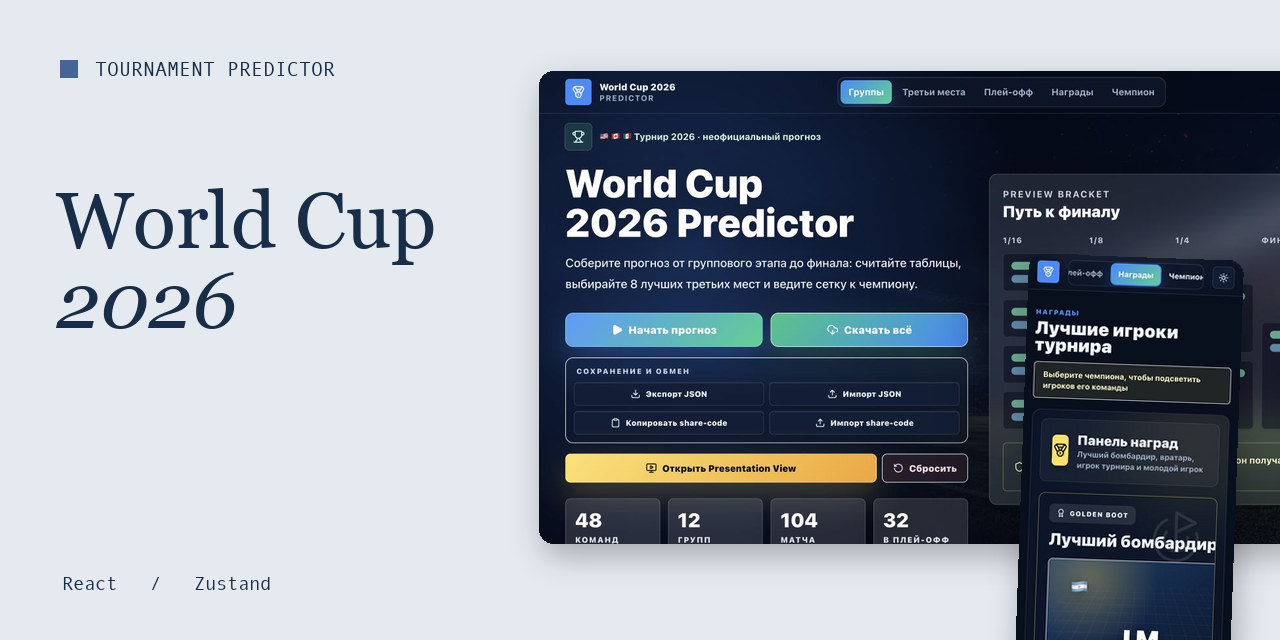 TOURNAMENT PREDICTOR
World Cup
2026
React / Zustand
World Cup 2026
PREDICTOR
Группы Третьи места Плей-офф Награды Чемпион
Турнир 2026 · неофициальный прогноз
World Cup
2026 Predictor
Соберите прогноз от группового этапа до финала: считайте таблицы,
выбирайте 8 лучших третьих мест и ведите сетку к чемпиону.
Начать прогноз
Скачать всё
СОХРАНЕНИЕ И ОБМЕН
Экспорт JSON
Импорт JSON
Копировать share-code
Импорт share-code
Открыть Presentation View
Сбросить
48
КОМАНД
12
ГРУПП
104
МАТЧА
32
В ПЛЕЙ-ОФФ
PREVIEW BRACKET
Путь к финалу
1/16 1/8 1/4
Награды
НАГРАДЫ
Лучшие игроки
турнира
Выберите чемпиона, чтобы подсветить
игроков его команды
Панель наград
Лучший бомбардир, вратарь,
игрок турнира и молодой игрок
GOLDEN BOOT
Лучший бомбардир